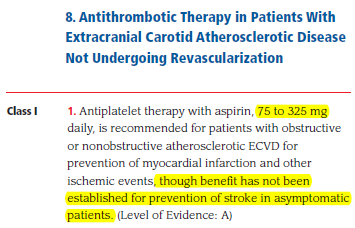 8. Antithrombotic Therapy in Patients With
Extracranial Carotid Atherosclerotic Disease
Not Undergoing Revascularization
Class I
1. Antiplatelet therapy with aspirin, 75 to 325 mg
daily, is recommended for patients with obstructive
or nonobstructive atherosclerotic ECVD for
prevention of myocardial infarction and other
ischemic events, though benefit has not been
established for prevention of stroke in asymptomatic
patients. (Level of Evidence: A)